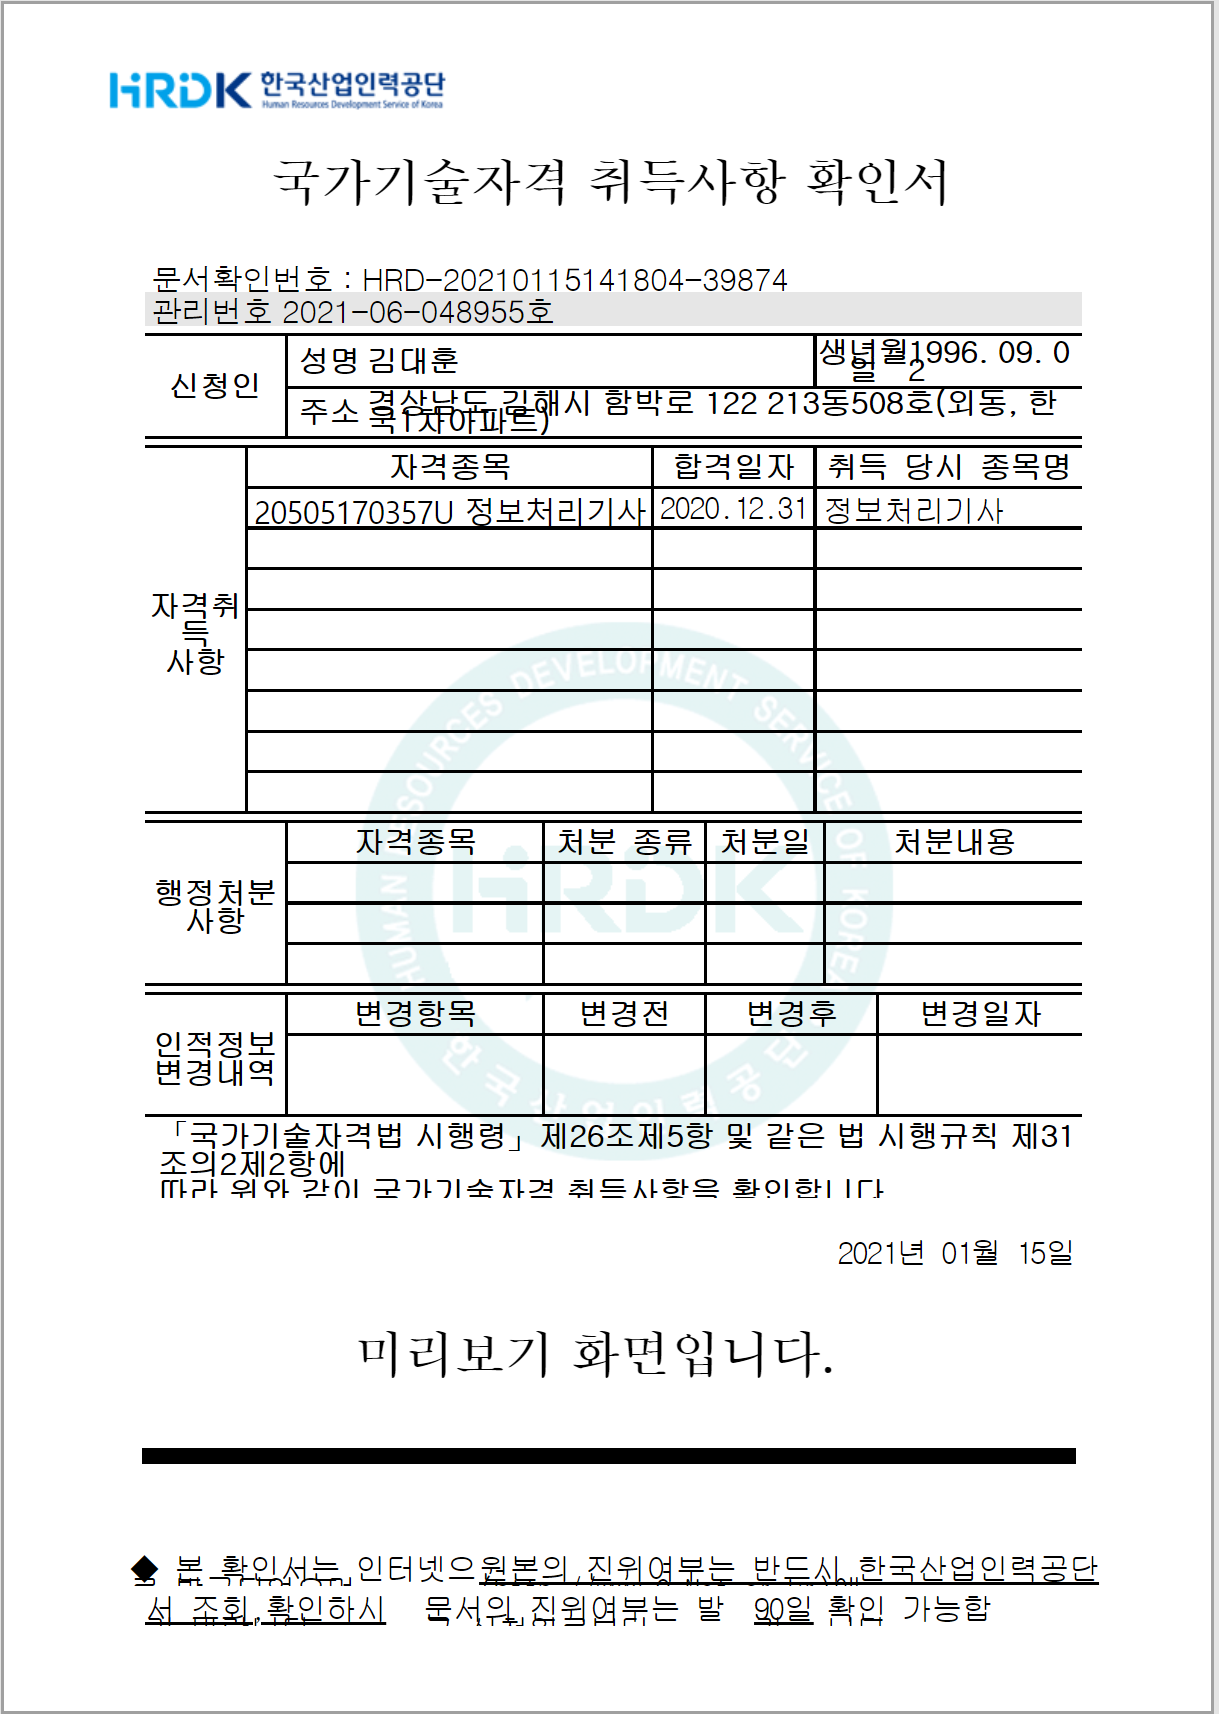 HRDK 한국산업인력공단
Human Resources Development Service of Korea
국가기술자격 취득사항 확인서
문서확인번호 : HRD-20210115141804-39874
관리번호 2021-06-048955호
신청인
성명 김대훈
생년월일 1996. 09. 02
주소 경상남도 김해시 함박로 122 213동508호(외동, 한
국1차아파트)
자격취
득
사항
자격종목 합격일자 취득 당시 종목명
20505170357U 정보처리기사 2020.12.31 정보처리기사
행정처분
사항
자격종목 처분 종류 처분일 처분내용
인적정보
변경내역
변경항목 변경전 변경후 변경일자
HUMAN RESOURCES DEVELOPMENT SERVICE OF KOREA
HRDK
한국산업인력공단
「국가기술자격법 시행령」 제26조제5항 및 같은 법 시행규칙 제31
조의2제2항에
따라 위와 같이 국가기술자격 취득사항을 확인합니다
2021년 01월 15일
미리보기 화면입니다.
◆ 본 확인서는 인터넷으 원본의 진위여부는 반드시 한국산업인력공단
서 조회,확인하시 문서의 진위여부는 발 90일 확인 가능합